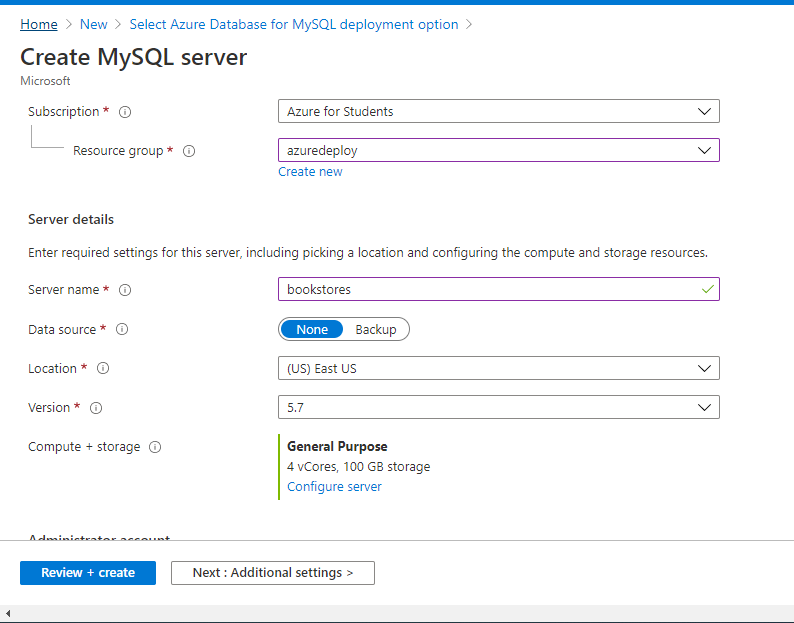 Home > New > Select Azure Database for MySQL deployment option >
Create MySQL server
Microsoft
Subscription * Azure for Students
Resource group * azuredeploy
Create new
Server details
Enter required settings for this server, including picking a location and configuring the compute and storage resources.
Server name * bookstores
Data source * None Backup
Location * (US) East US
Version * 5.7
Compute + storage General Purpose
4 vCores, 100 GB storage
Configure server
Administrator account
Review + create Next : Additional settings >